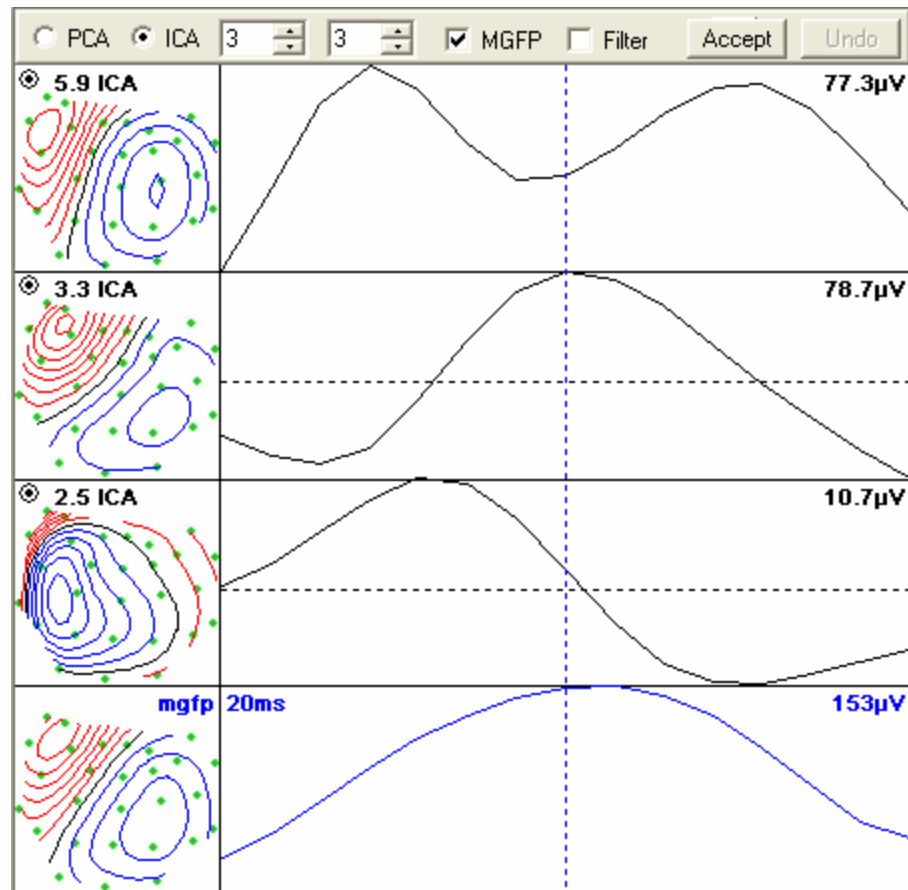 PCA ICA 3 3 MGFP Filter Accept Undo
5.9 ICA 77.3µV
3.3 ICA 78.7µV
2.5 ICA 10.7µV
mgfp 20ms 153µV